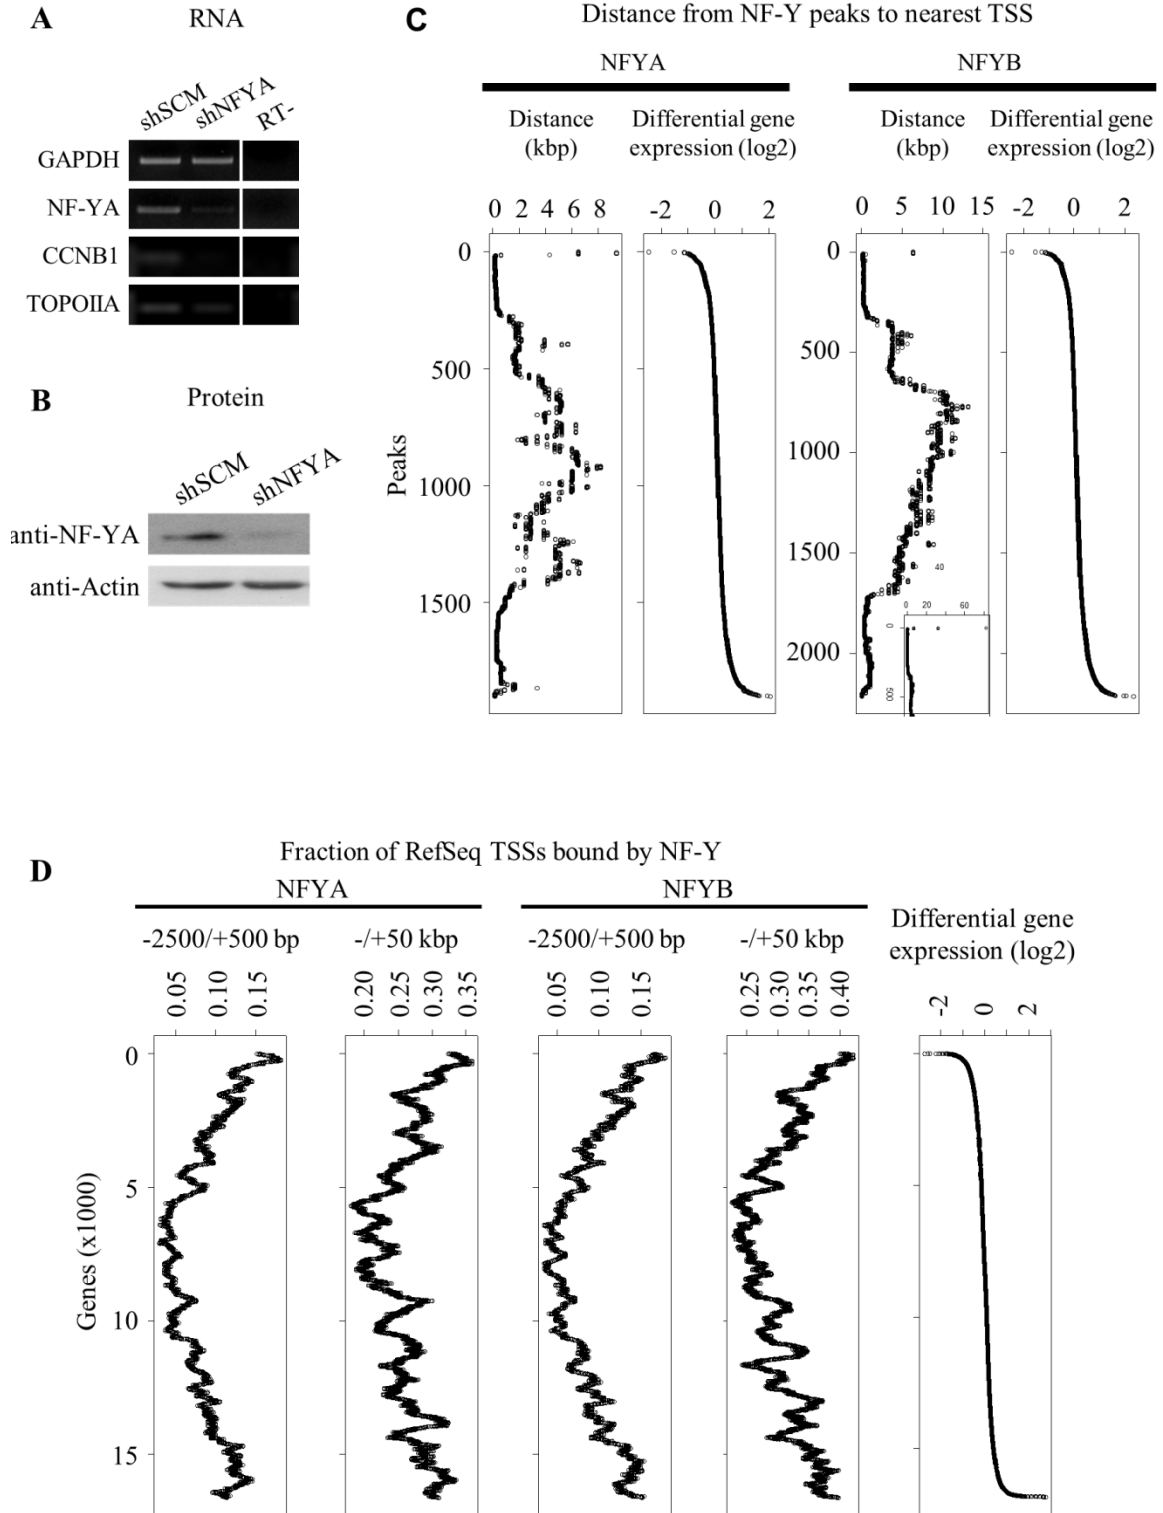 A
RNA
shSCM
shNFYA
RT-
GAPDH
NF-YA
CCNB1
TOPOIIA
B
Protein
shSCM
shNFYA
anti-NF-YA
anti-Actin
C
Distance from NF-Y peaks to nearest TSS
NFYA
NFYB
Distance (kbp)
Differential gene expression (log2)
Distance (kbp)
Differential gene expression (log2)
0 2 4 6 8
-2 0 2
0 5 10 15
-2 0 2
Peaks
0
500
1000
1500
0
500
1000
1500
2000
40
0 20 60
0
500
D
Fraction of RefSeq TSSs bound by NF-Y
NFYA
NFYB
-2500/+500 bp
-/+50 kbp
-2500/+500 bp
-/+50 kbp
Differential gene expression (log2)
0.05 0.10 0.15
0.20 0.25 0.30 0.35
0.05 0.10 0.15
0.25 0.30 0.35 0.40
-2 0 2
Genes (x1000)
0
5
10
15